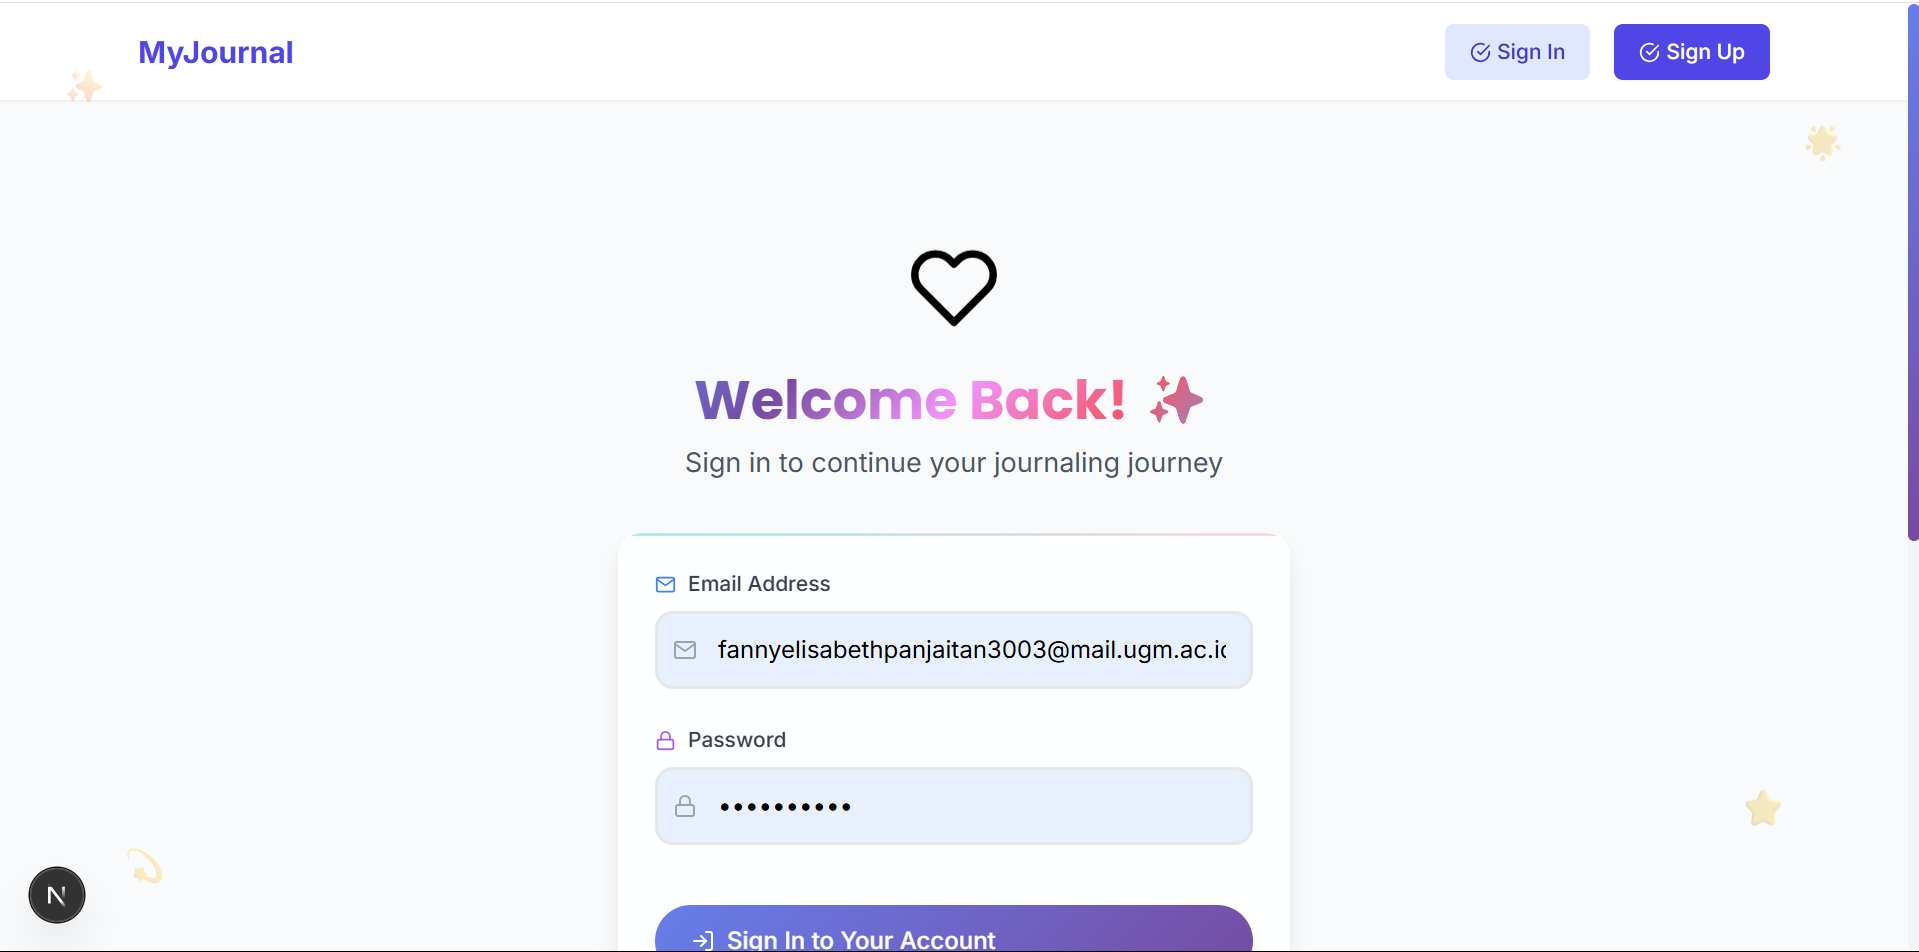 MyJournal
Sign In
Sign Up
Welcome Back!
Sign in to continue your journaling journey
Email Address
fannyelisabethpanjaitan3003@mail.ugm.ac.id
Password
••••••••••
Sign In to Your Account
N